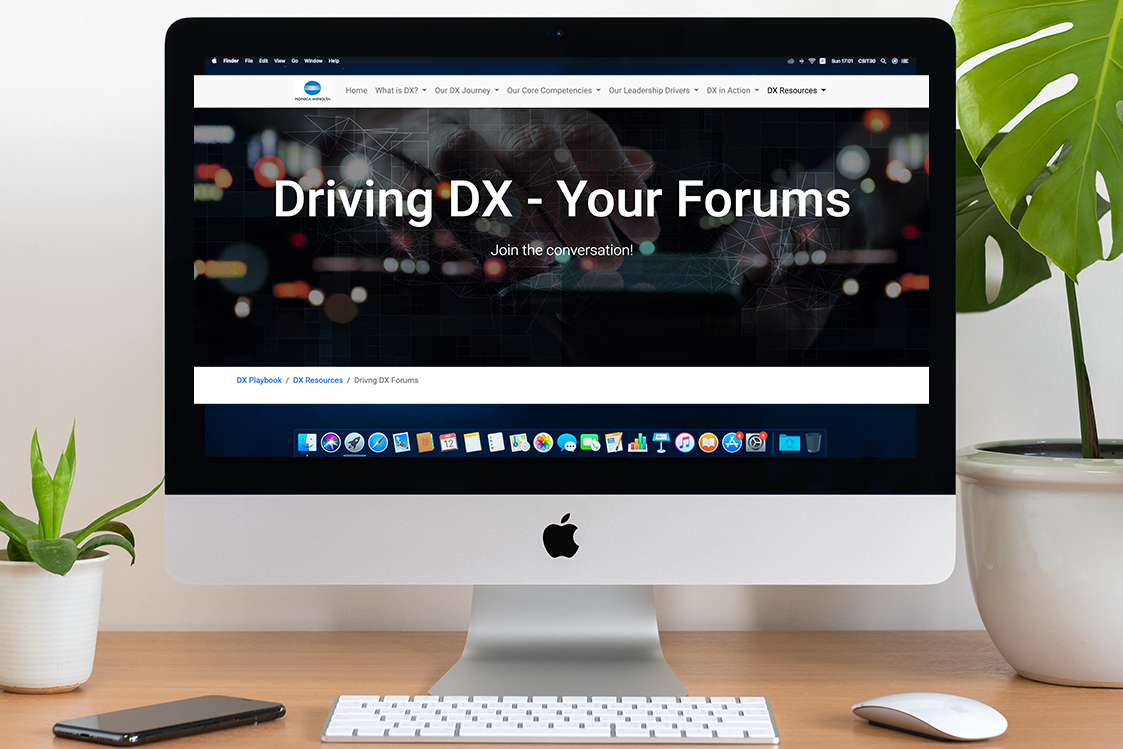 Finder File Edit View Go Window Help
Sun 17:01 CSIT30
KONICA MINOLTA
Home What is DX? Our DX Journey Our Core Competencies Our Leadership Drivers DX in Action DX Resources
Driving DX - Your Forums
Join the conversation!
DX Playbook / DX Resources / Drivng DX Forums
12